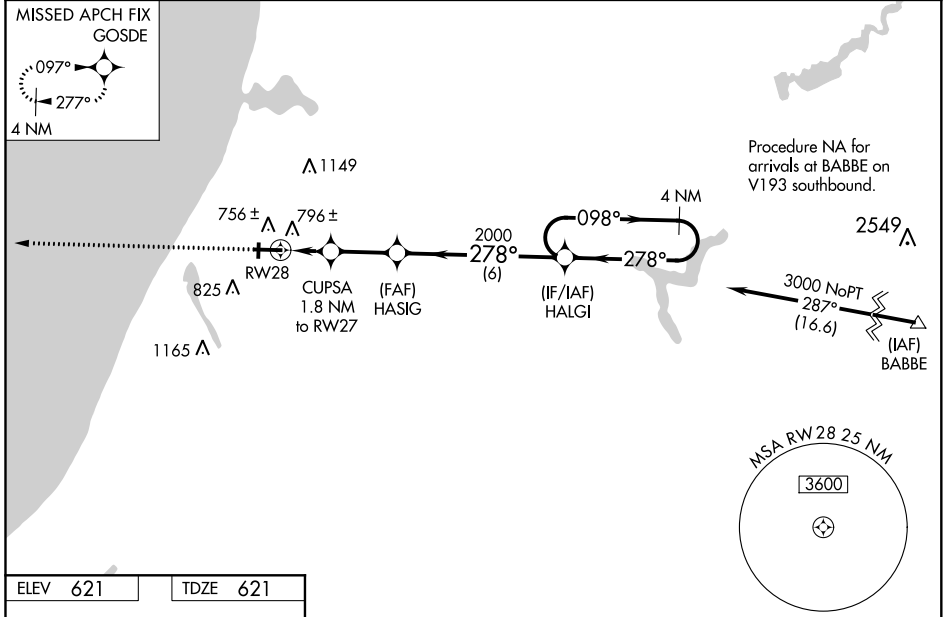 MISSED APCH FIX
GOSDE
097°
277°
4 NM
1149
Procedure NA for
arrivals at BABBE on
V193 southbound.
4 NM
756 ±
796 ±
098°
2549
2000
278°
(6)
278°
RW28
825
CUPSA
1.8 NM
to RW27
(FAF)
HASIG
(IF/IAF)
HALGI
3000 NoPT
287°
(16.6)
(IAF)
BABBE
1165
MSA RW 28 25 NM
3600
ELEV 621
TDZE 621